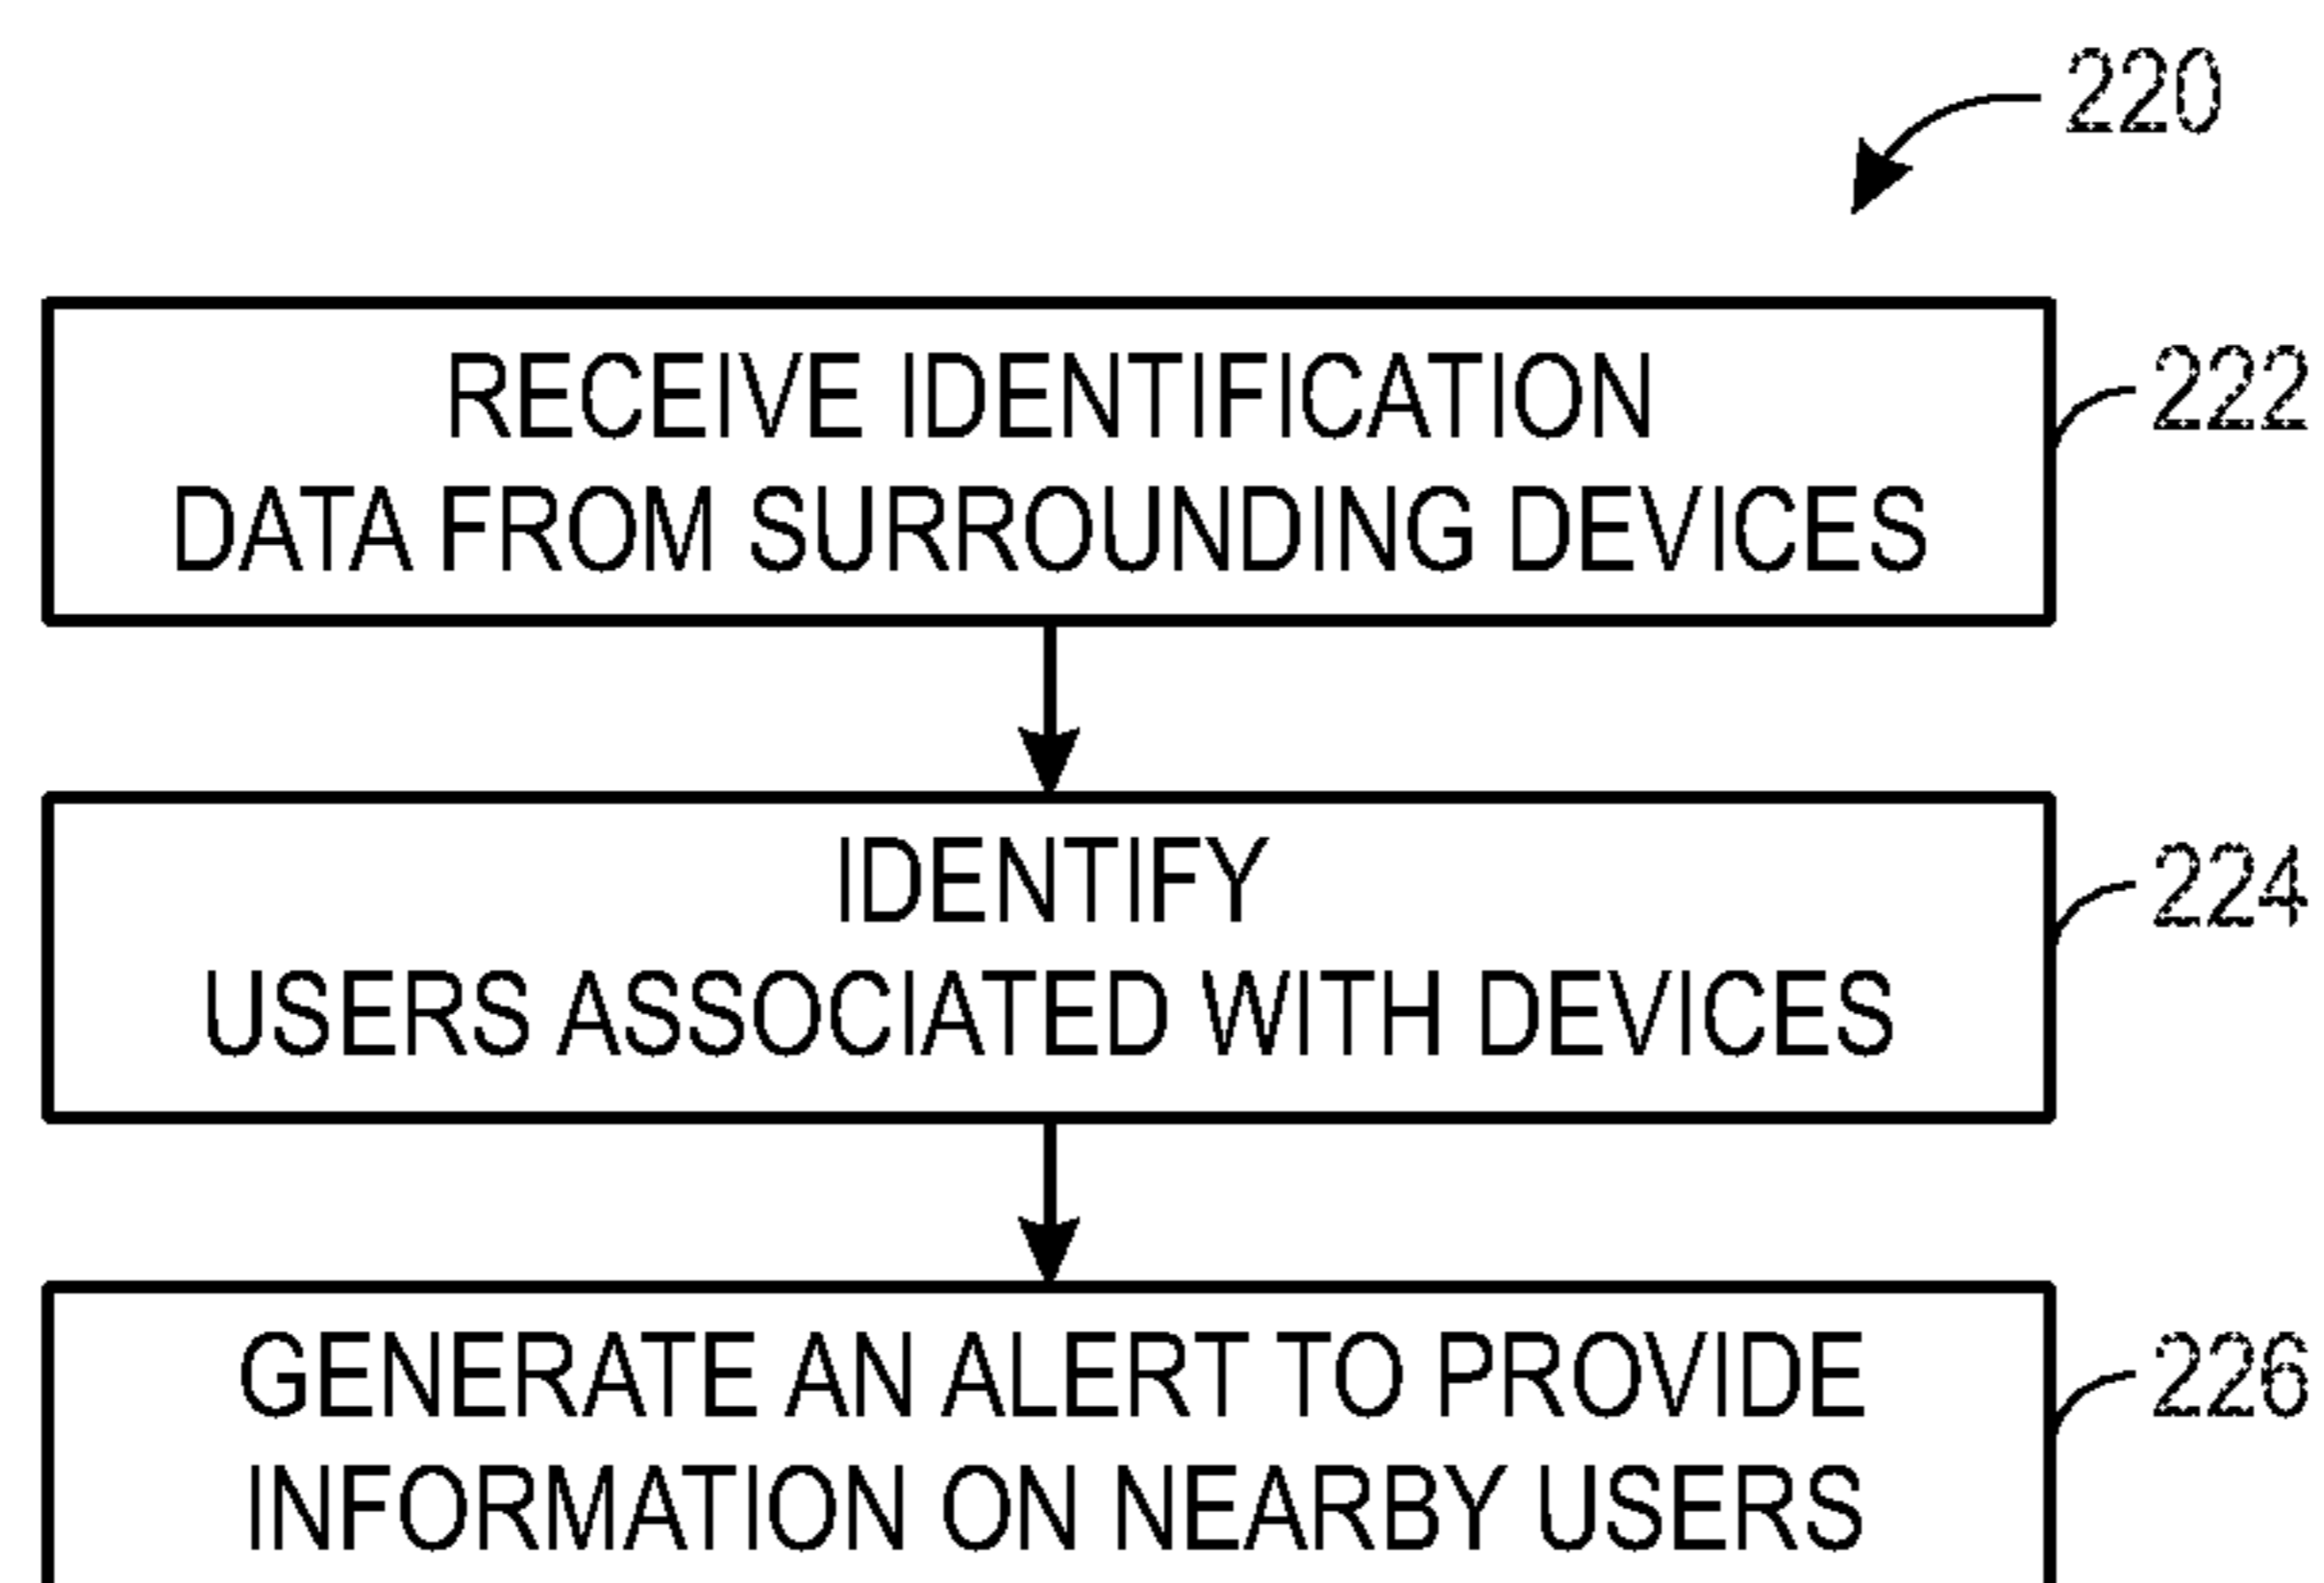 220
RECEIVE IDENTIFICATION
DATA FROM SURROUNDING DEVICES
222
IDENTIFY
USERS ASSOCIATED WITH DEVICES
224
GENERATE AN ALERT TO PROVIDE
INFORMATION ON NEARBY USERS
226